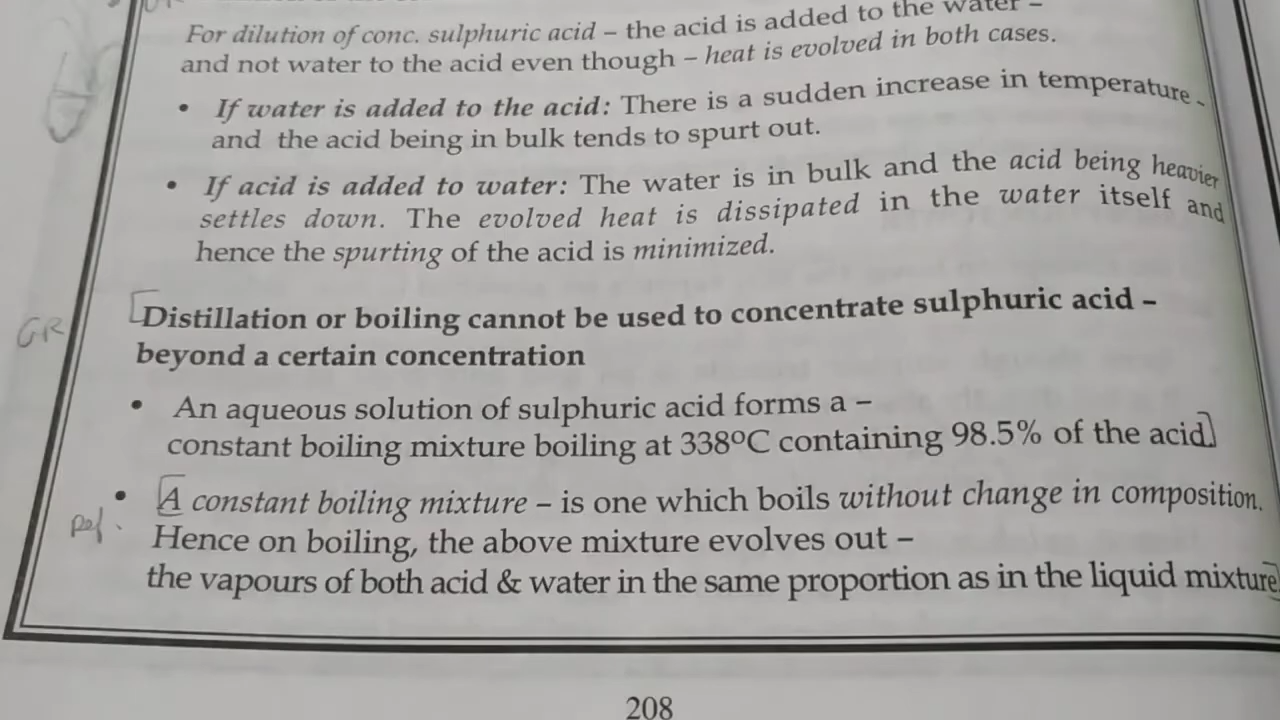 For dilution of conc. sulphuric acid – the acid is added to the water –
and not water to the acid even though – heat is evolved in both cases.
• If water is added to the acid: There is a sudden increase in temperature -
and the acid being in bulk tends to spurt out.
• If acid is added to water: The water is in bulk and the acid being heavier
settles down. The evolved heat is dissipated in the water itself and
hence the spurting of the acid is minimized.
Distillation or boiling cannot be used to concentrate sulphuric acid –
GR
beyond a certain concentration
• An aqueous solution of sulphuric acid forms a –
constant boiling mixture boiling at 338ºC containing 98.5% of the acid.
• A constant boiling mixture – is one which boils without change in composition.
Def.
Hence on boiling, the above mixture evolves out –
the vapours of both acid & water in the same proportion as in the liquid mixture.
208